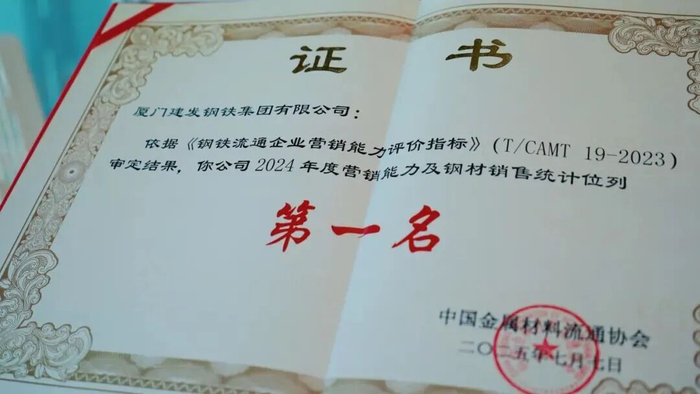 证 书
厦门建发钢铁集团有限公司：
依据《钢铁流通企业营销能力评价指标》(T/CAMT 19-2023)
审定结果，你公司2024年度营销能力及钢材销售统计位列
第一名
中国金属材料流通协会
二〇二五年七月七日